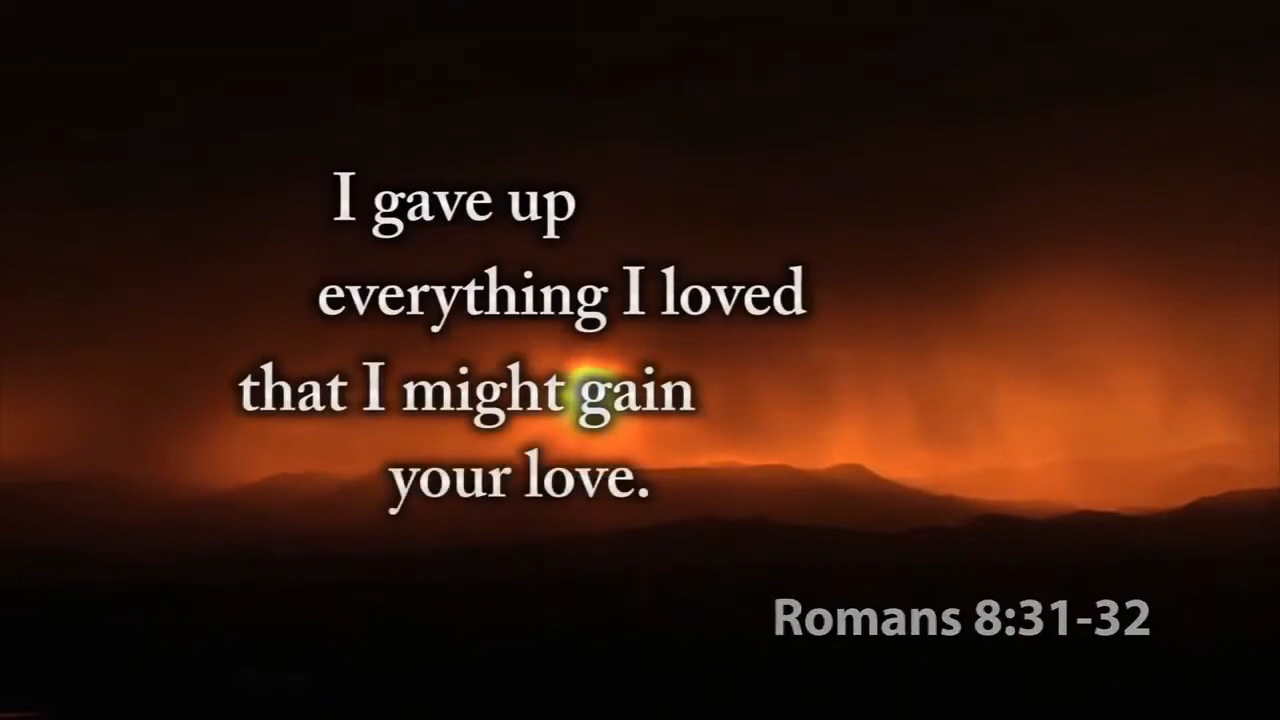 I gave up
everything I loved
that I might gain
your love.
Romans 8:31-32